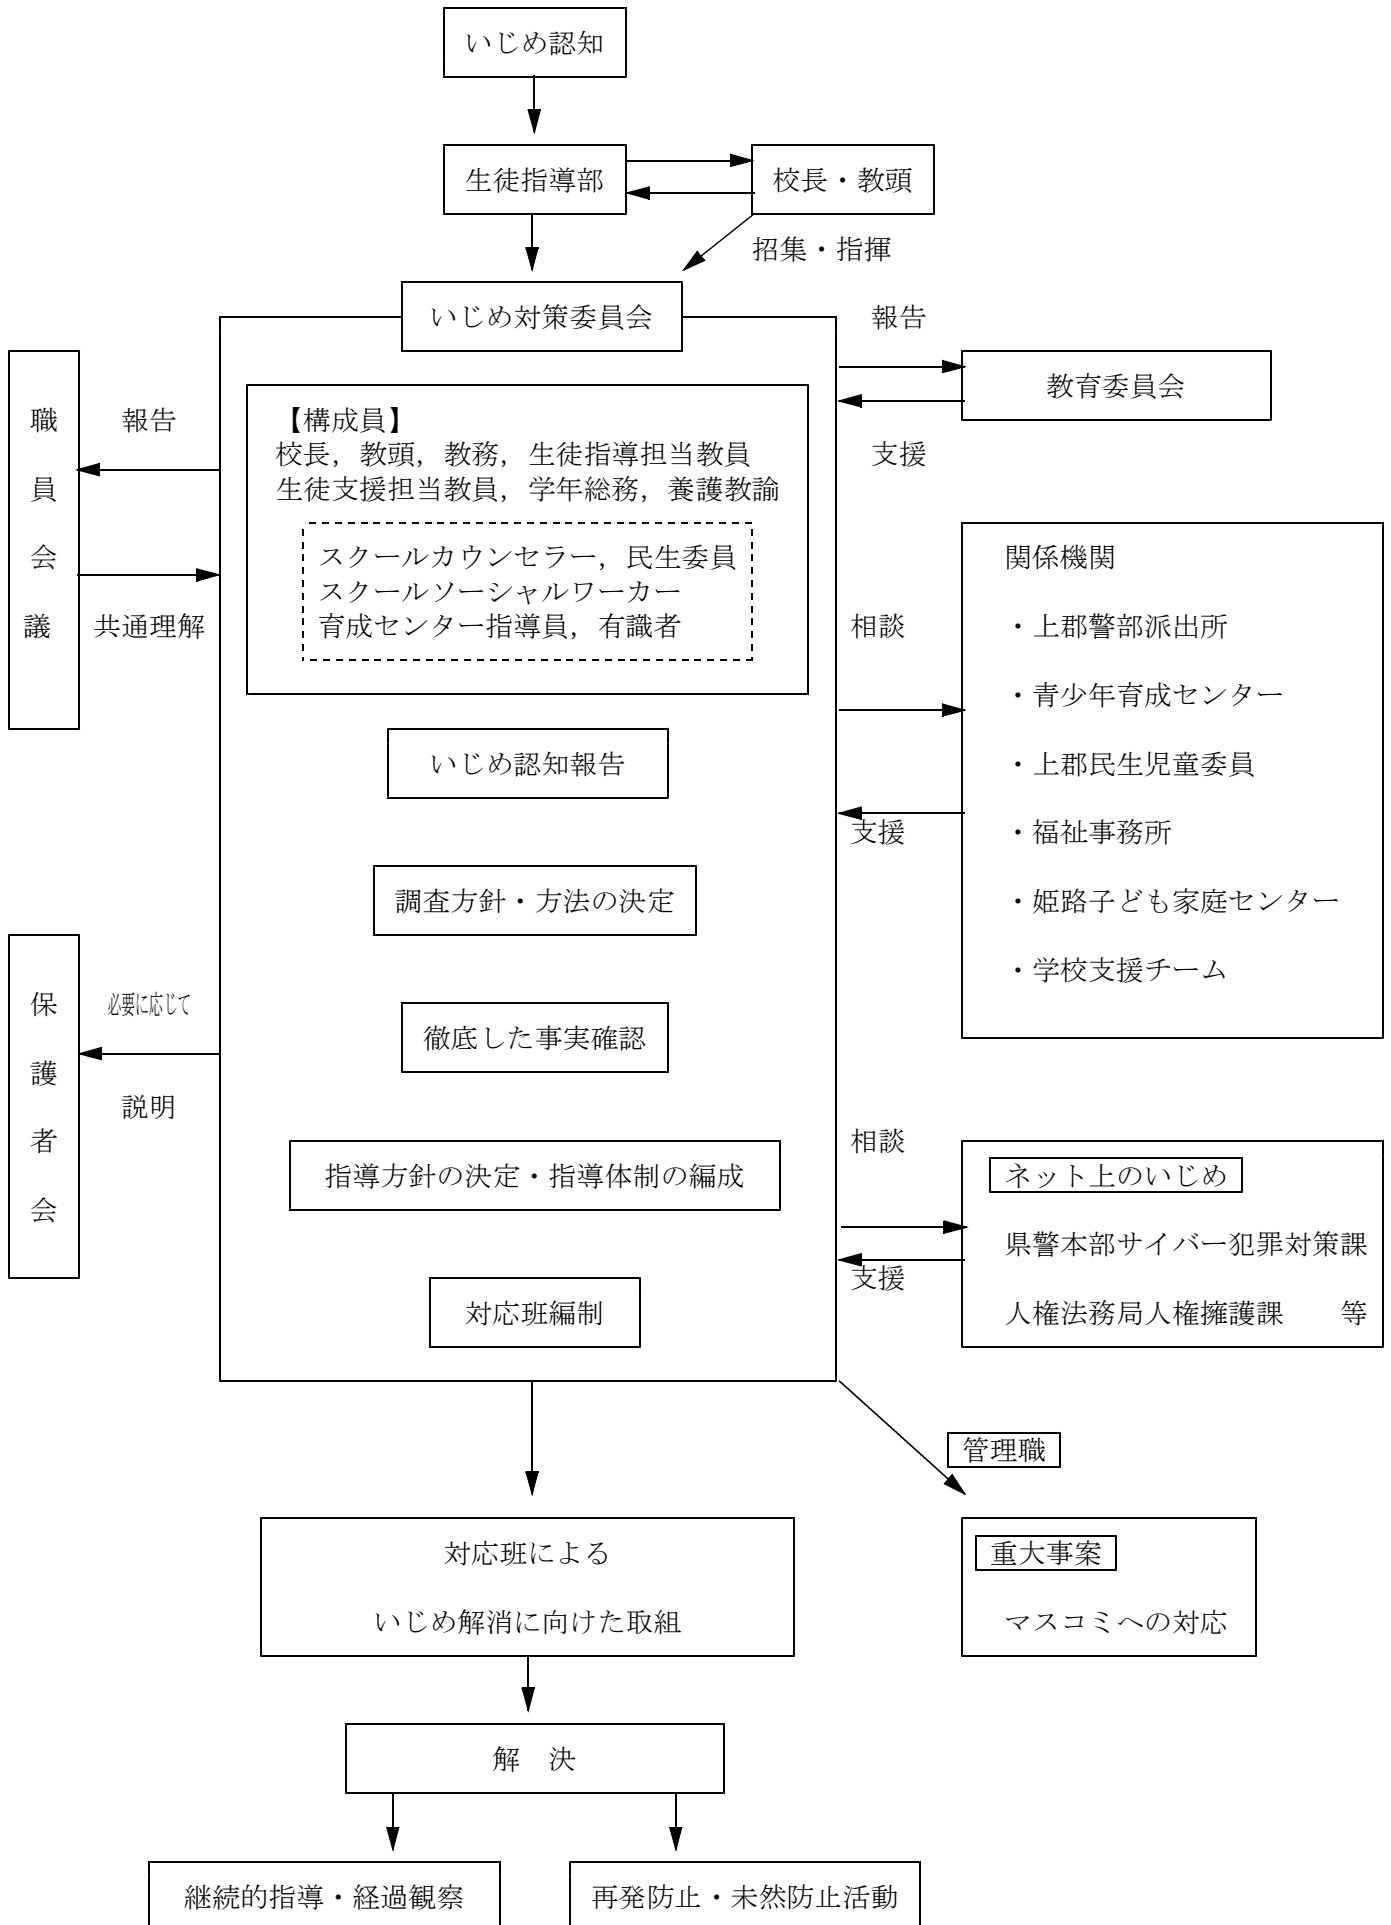 いじめ認知
生徒指導部
校長・教頭
招集・指揮
いじめ対策委員会
報告
教育委員会
支援
職員会議
報告
共通理解
【構成員】
校長，教頭，教務，生徒指導担当教員
生徒支援担当教員，学年総務，養護教諭
スクールカウンセラー，民生委員
スクールソーシャルワーカー
育成センター指導員，有識者
相談
支援
関係機関
・上郡警部派出所
・青少年育成センター
・上郡民生児童委員
・福祉事務所
・姫路子ども家庭センター
・学校支援チーム
いじめ認知報告
調査方針・方法の決定
徹底した事実確認
指導方針の決定・指導体制の編成
対応班編制
保護者会
必要に応じて
説明
相談
支援
ネット上のいじめ
県警本部サイバー犯罪対策課
人権法務局人権擁護課　　等
管理職
重大事案
マスコミへの対応
対応班による
いじめ解消に向けた取組
解　決
継続的指導・経過観察
再発防止・未然防止活動